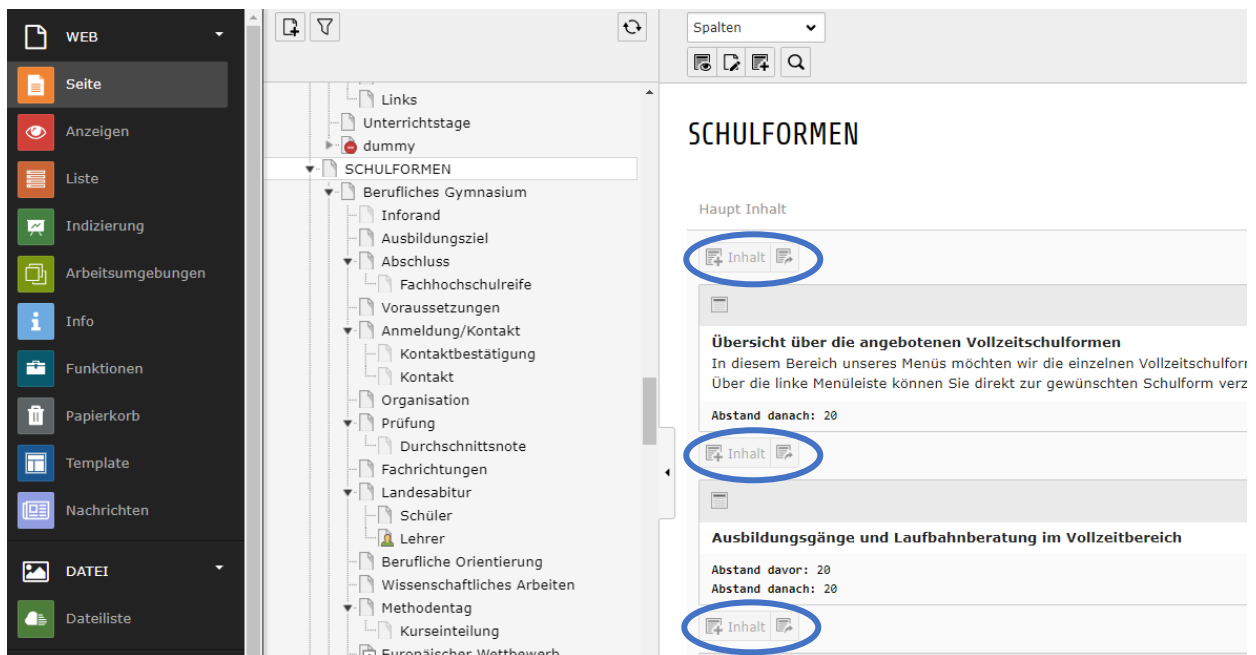 WEB
Seite
Anzeigen
Liste
Indizierung
Arbeitsumgebungen
Info
Funktionen
Papierkorb
Template
Nachrichten
DATEI
Dateiliste
Links
Unterrichtstage
dummy
SCHULFORMEN
Berufliches Gymnasium
Inforand
Ausbildungsziel
Abschluss
Fachhochschulreife
Voraussetzungen
Anmeldung/Kontakt
Kontaktbestätigung
Kontakt
Organisation
Prüfung
Durchschnittsnote
Fachrichtungen
Landesabitur
Schüler
Lehrer
Berufliche Orientierung
Wissenschaftliches Arbeiten
Methodentag
Kurseinteilung
Europäischer Wettbewerb
Spalten
SCHULFORMEN
Haupt Inhalt
Inhalt
Übersicht über die angebotenen Vollzeitschulformen
In diesem Bereich unseres Menüs möchten wir die einzelnen Vollzeitschulfor
Über die linke Menüleiste können Sie direkt zur gewünschten Schulform verz
Abstand danach: 20
Inhalt
Ausbildungsgänge und Laufbahnberatung im Vollzeitbereich
Abstand davor: 20
Abstand danach: 20
Inhalt